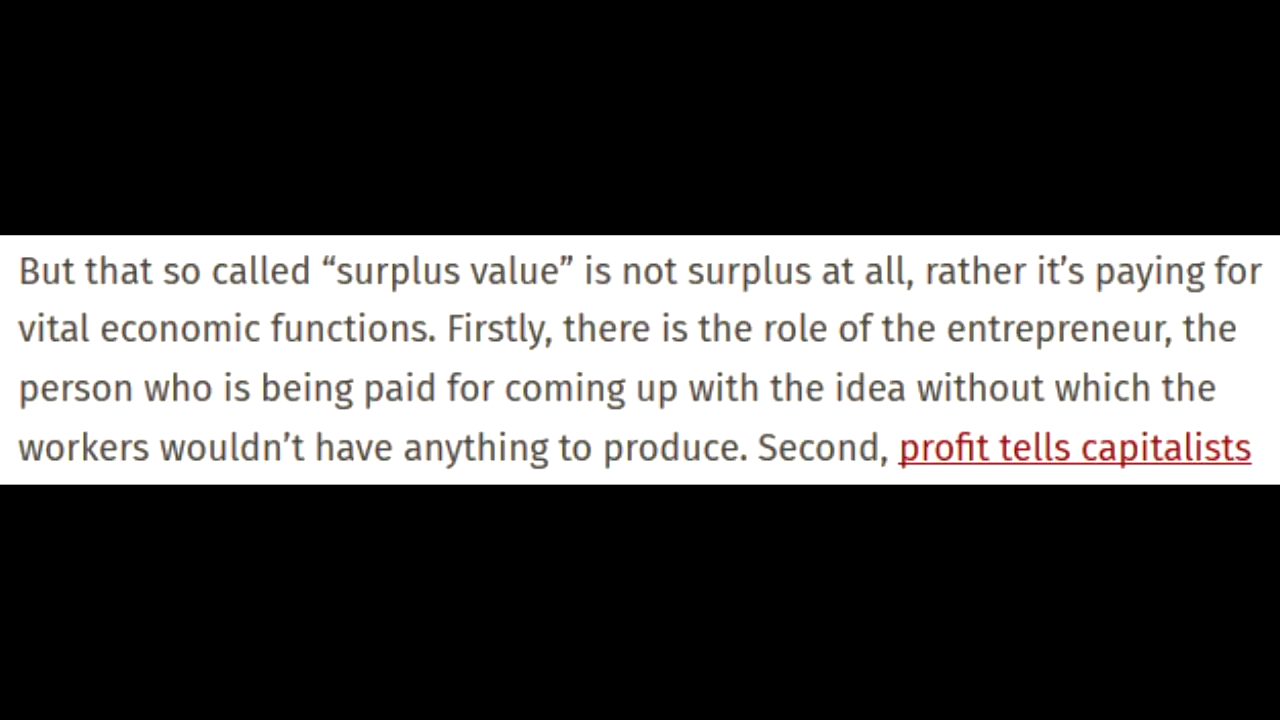 But that so called “surplus value” is not surplus at all, rather it’s paying for
vital economic functions. Firstly, there is the role of the entrepreneur, the
person who is being paid for coming up with the idea without which the
workers wouldn’t have anything to produce. Second, profit tells capitalists